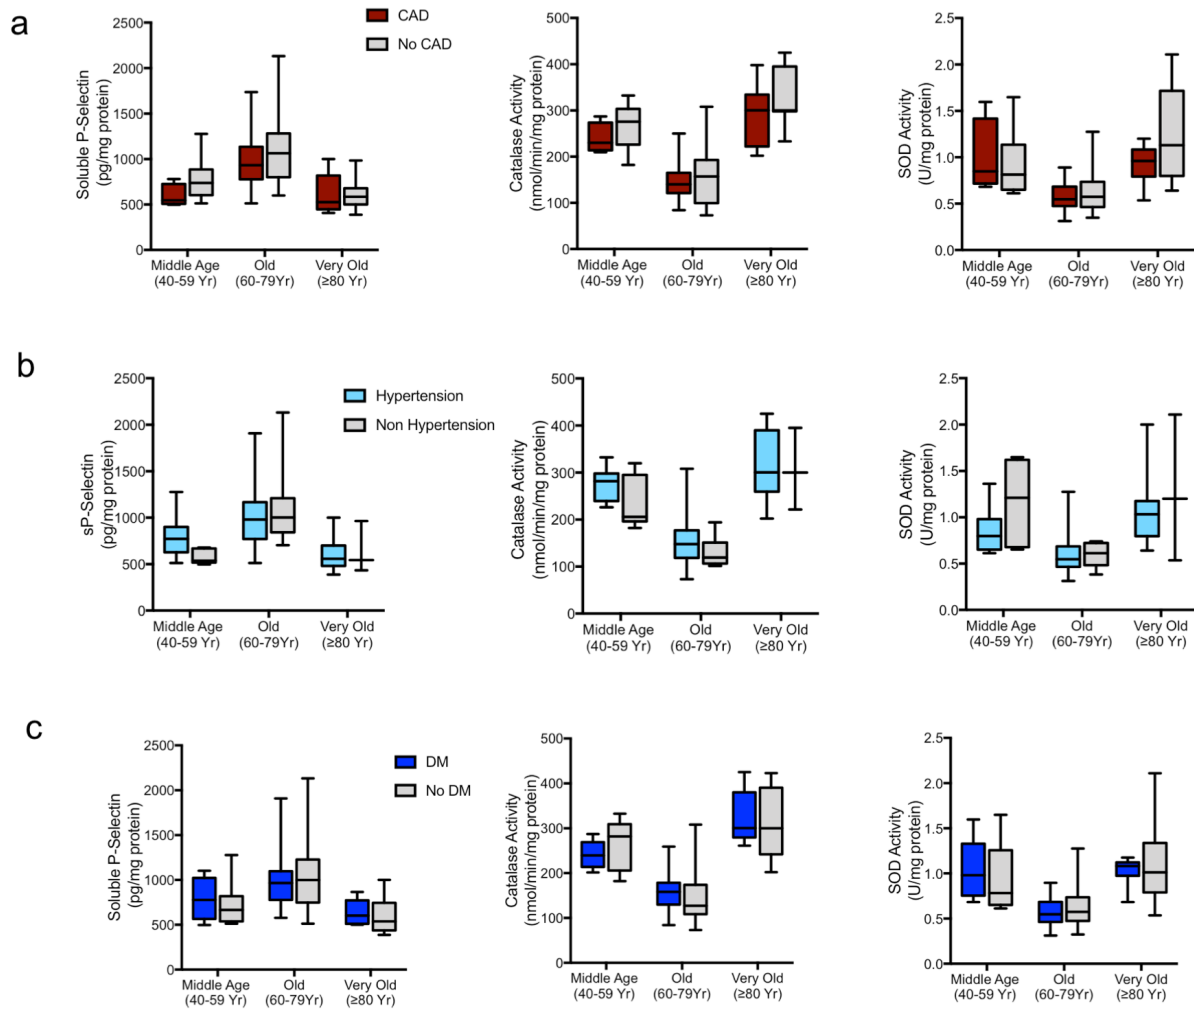 a
Soluble P-Selectin
(pg/mg protein)
2500
2000
1500
1000
500
0
Middle Age
(40-59 Yr)
Old
(60-79Yr)
Very Old
(≥80 Yr)
CAD
No CAD
Catalase Activity
(nmol/min/mg protein)
500
400
300
200
100
0
Middle Age
(40-59 Yr)
Old
(60-79Yr)
Very Old
(≥80 Yr)
SOD Activity
(U/mg protein)
2.5
2.0
1.5
1.0
0.5
0.0
Middle Age
(40-59 Yr)
Old
(60-79Yr)
Very Old
(≥80 Yr)
b
sP-Selectin
(pg/mg protein)
2500
2000
1500
1000
500
0
Middle Age
(40-59 Yr)
Old
(60-79Yr)
Very Old
(≥80 Yr)
Hypertension
Non Hypertension
Catalase Activity
(nmol/min/mg protein)
500
400
300
200
100
0
Middle Age
(40-59 Yr)
Old
(60-79Yr)
Very Old
(≥80 Yr)
SOD Activity
(U/mg protein)
2.5
2.0
1.5
1.0
0.5
0.0
Middle Age
(40-59 Yr)
Old
(60-79Yr)
Very Old
(≥80 Yr)
c
Soluble P-Selectin
(pg/mg protein)
2500
2000
1500
1000
500
0
Middle Age
(40-59 Yr)
Old
(60-79Yr)
Very Old
(≥80 Yr)
DM
No DM
Catalase Activity
(nmol/min/mg protein)
500
400
300
200
100
0
Middle Age
(40-59 Yr)
Old
(60-79Yr)
Very Old
(≥80 Yr)
SOD Activity
(U/mg protein)
2.5
2.0
1.5
1.0
0.5
0.0
Middle Age
(40-59 Yr)
Old
(60-79Yr)
Very Old
(≥80 Yr)